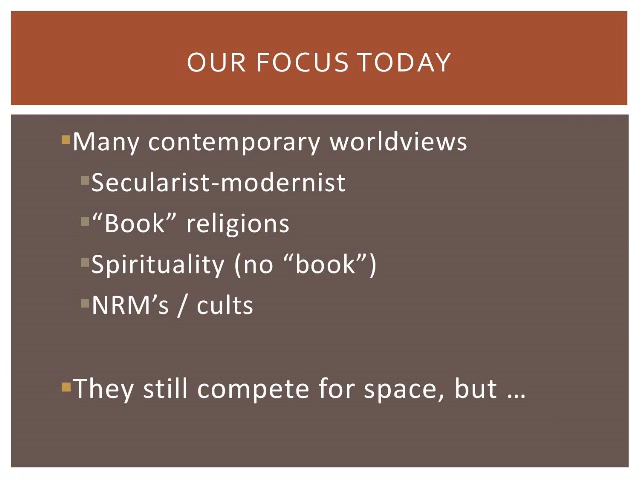 OUR FOCUS TODAY
▪Many contemporary worldviews
▪Secularist-modernist
▪“Book” religions
▪Spirituality (no “book”)
▪NRM’s / cults
▪They still compete for space, but …